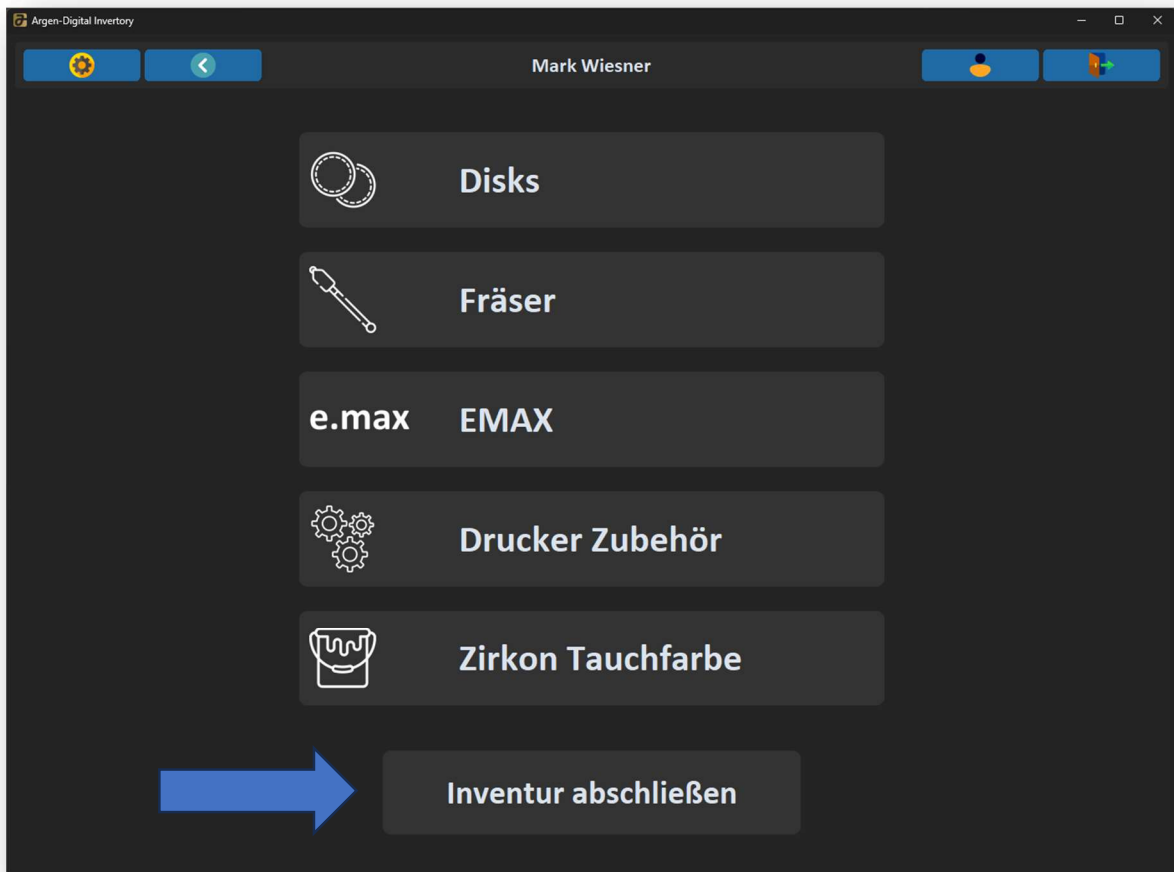 Argen-Digital Invertory
Mark Wiesner
Disks
Fräser
e.max EMAX
Drucker Zubehör
Zirkon Tauchfarbe
Inventur abschließen